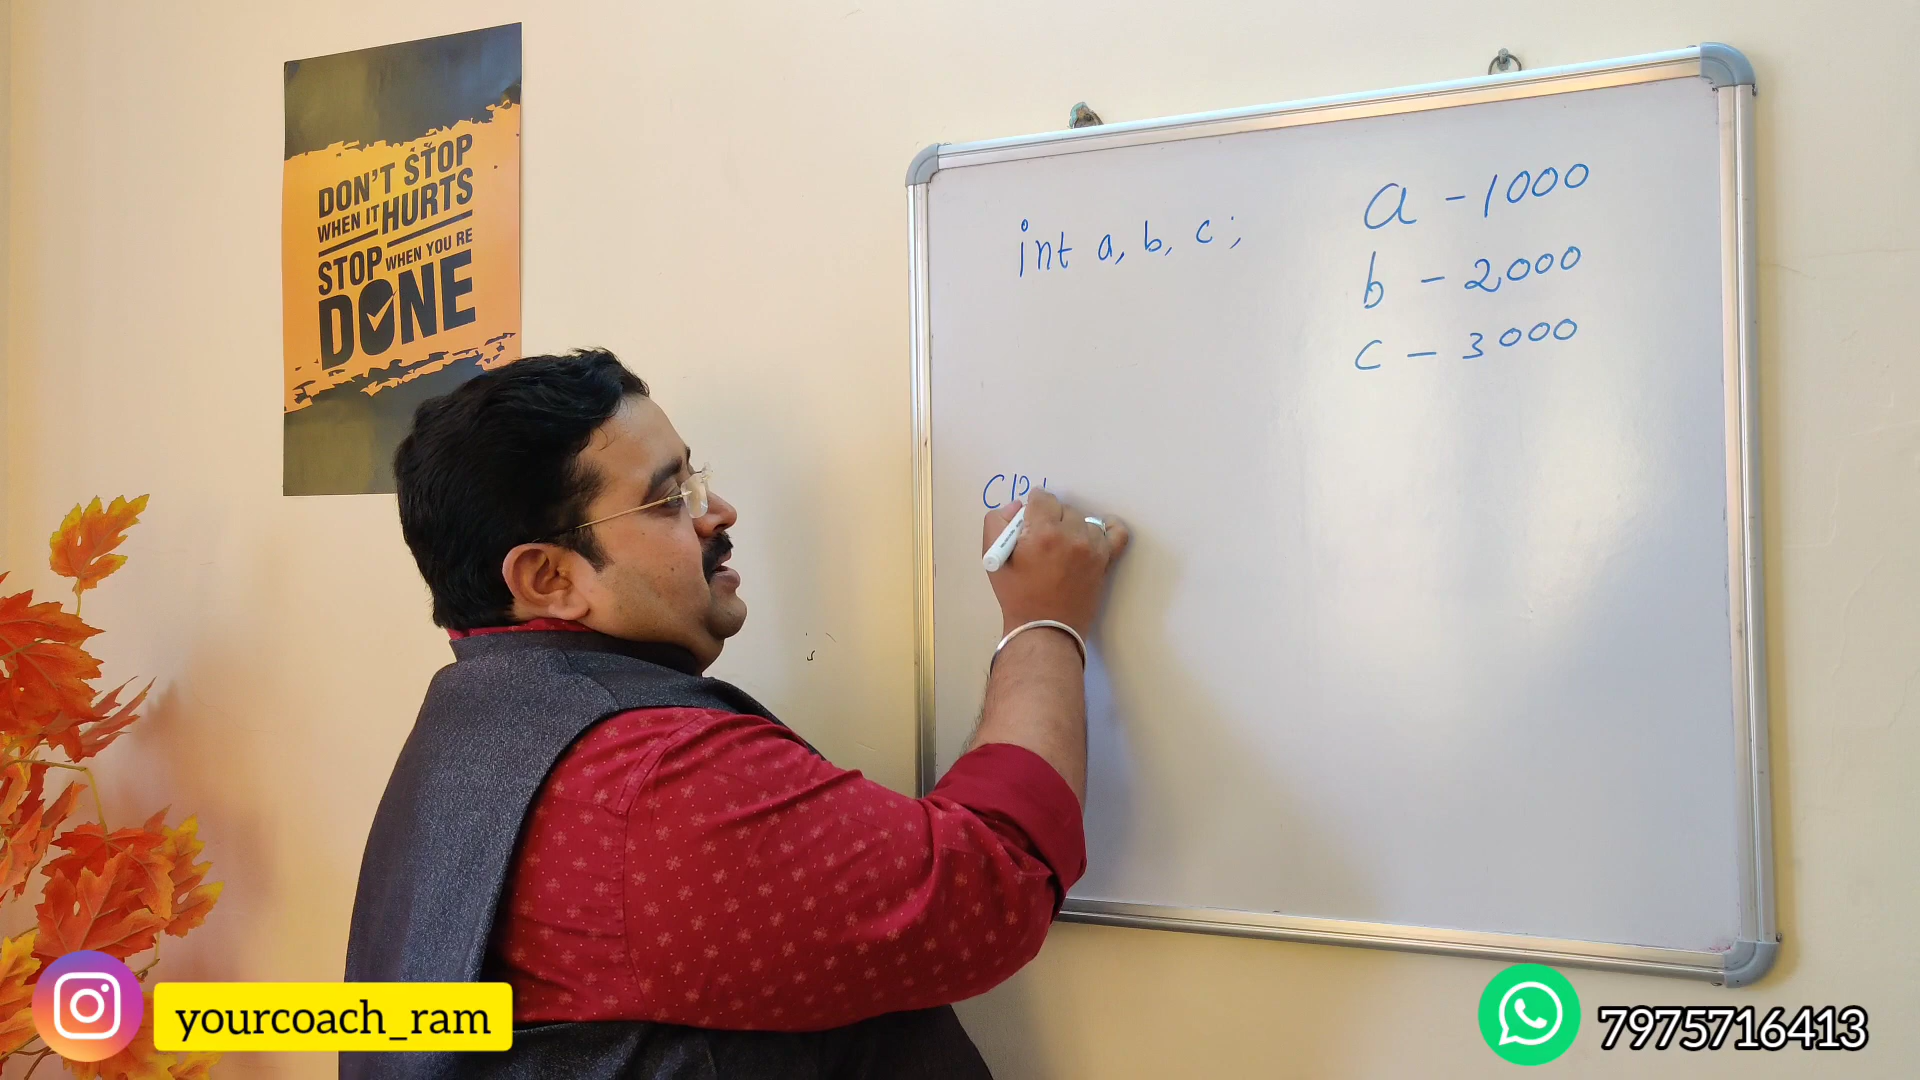 DON'T STOP
WHEN IT HURTS
STOP WHEN YOU RE
DONE
int a, b, c ;
a - 1000
b - 2000
c - 3000
yourcoach_ram
7975716413